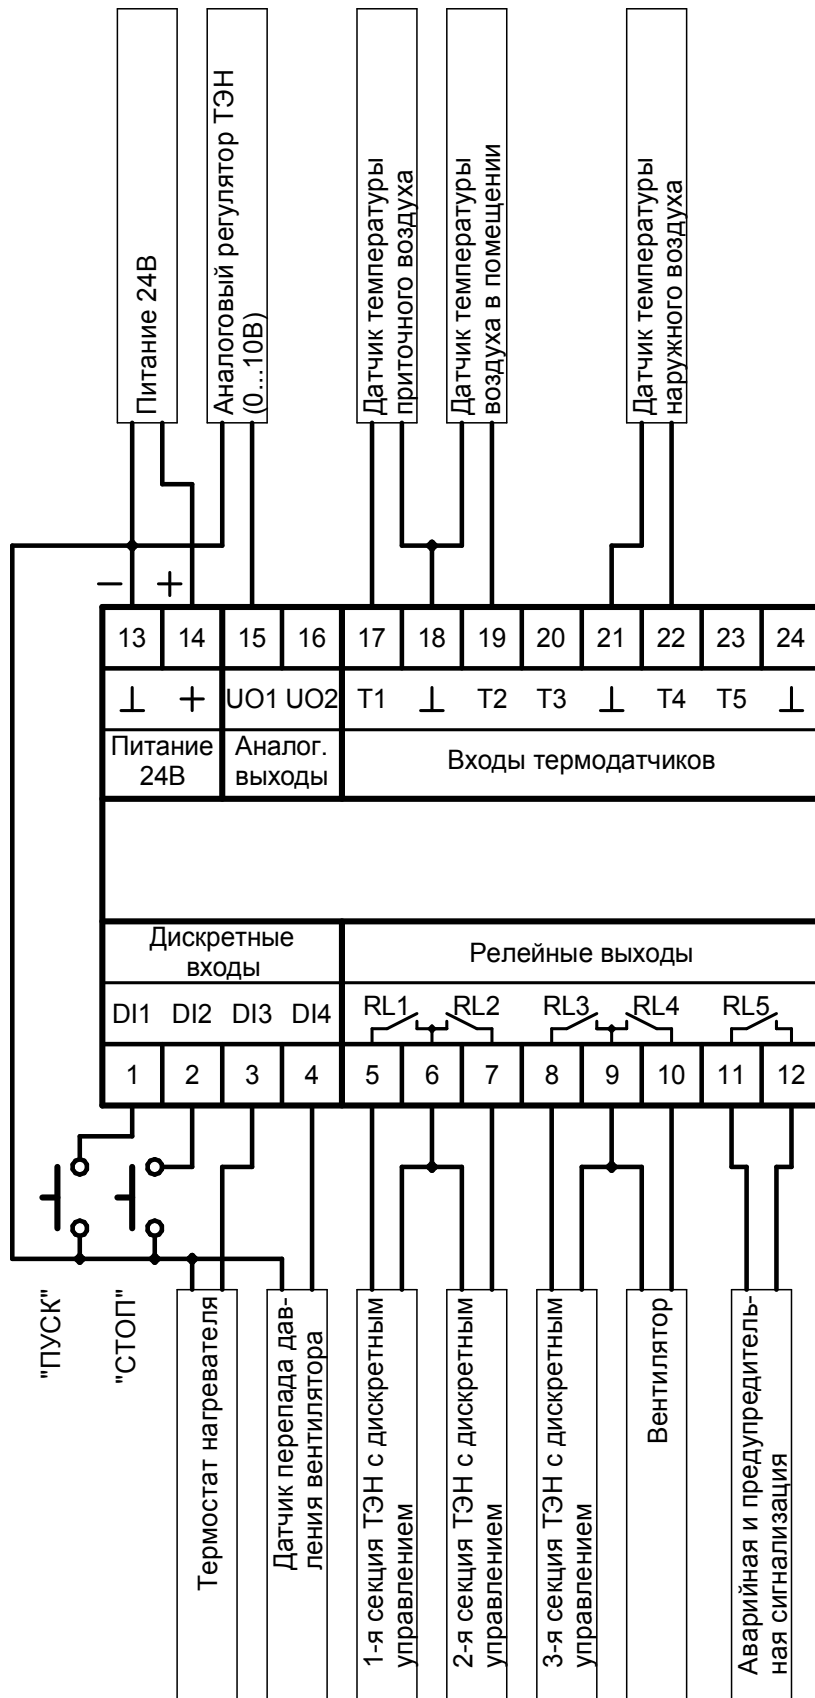 Питание 24В
Аналоговый регулятор ТЭН
(0...10В)
Датчик температуры
приточного воздуха
Датчик температуры
воздуха в помещении
Датчик температуры
наружного воздуха
− +
13 14 15 16 17 18 19 20 21 22 23 24
⊥ + UO1 UO2 T1 ⊥ T2 T3 ⊥ T4 T5 ⊥
Питание
24В
Аналог.
выходы
Входы термодатчиков
Дискретные
входы
Релейные выходы
DI1 DI2 DI3 DI4 RL1 RL2 RL3 RL4 RL5
1 2 3 4 5 6 7 8 9 10 11 12
"ПУСК"
"СТОП"
Термостат нагревателя
Датчик перепада дав-
ления вентилятора
1-я секция ТЭН с дискретным
управлением
2-я секция ТЭН с дискретным
управлением
3-я секция ТЭН с дискретным
управлением
Вентилятор
Аварийная и предупредитель-
ная сигнализация